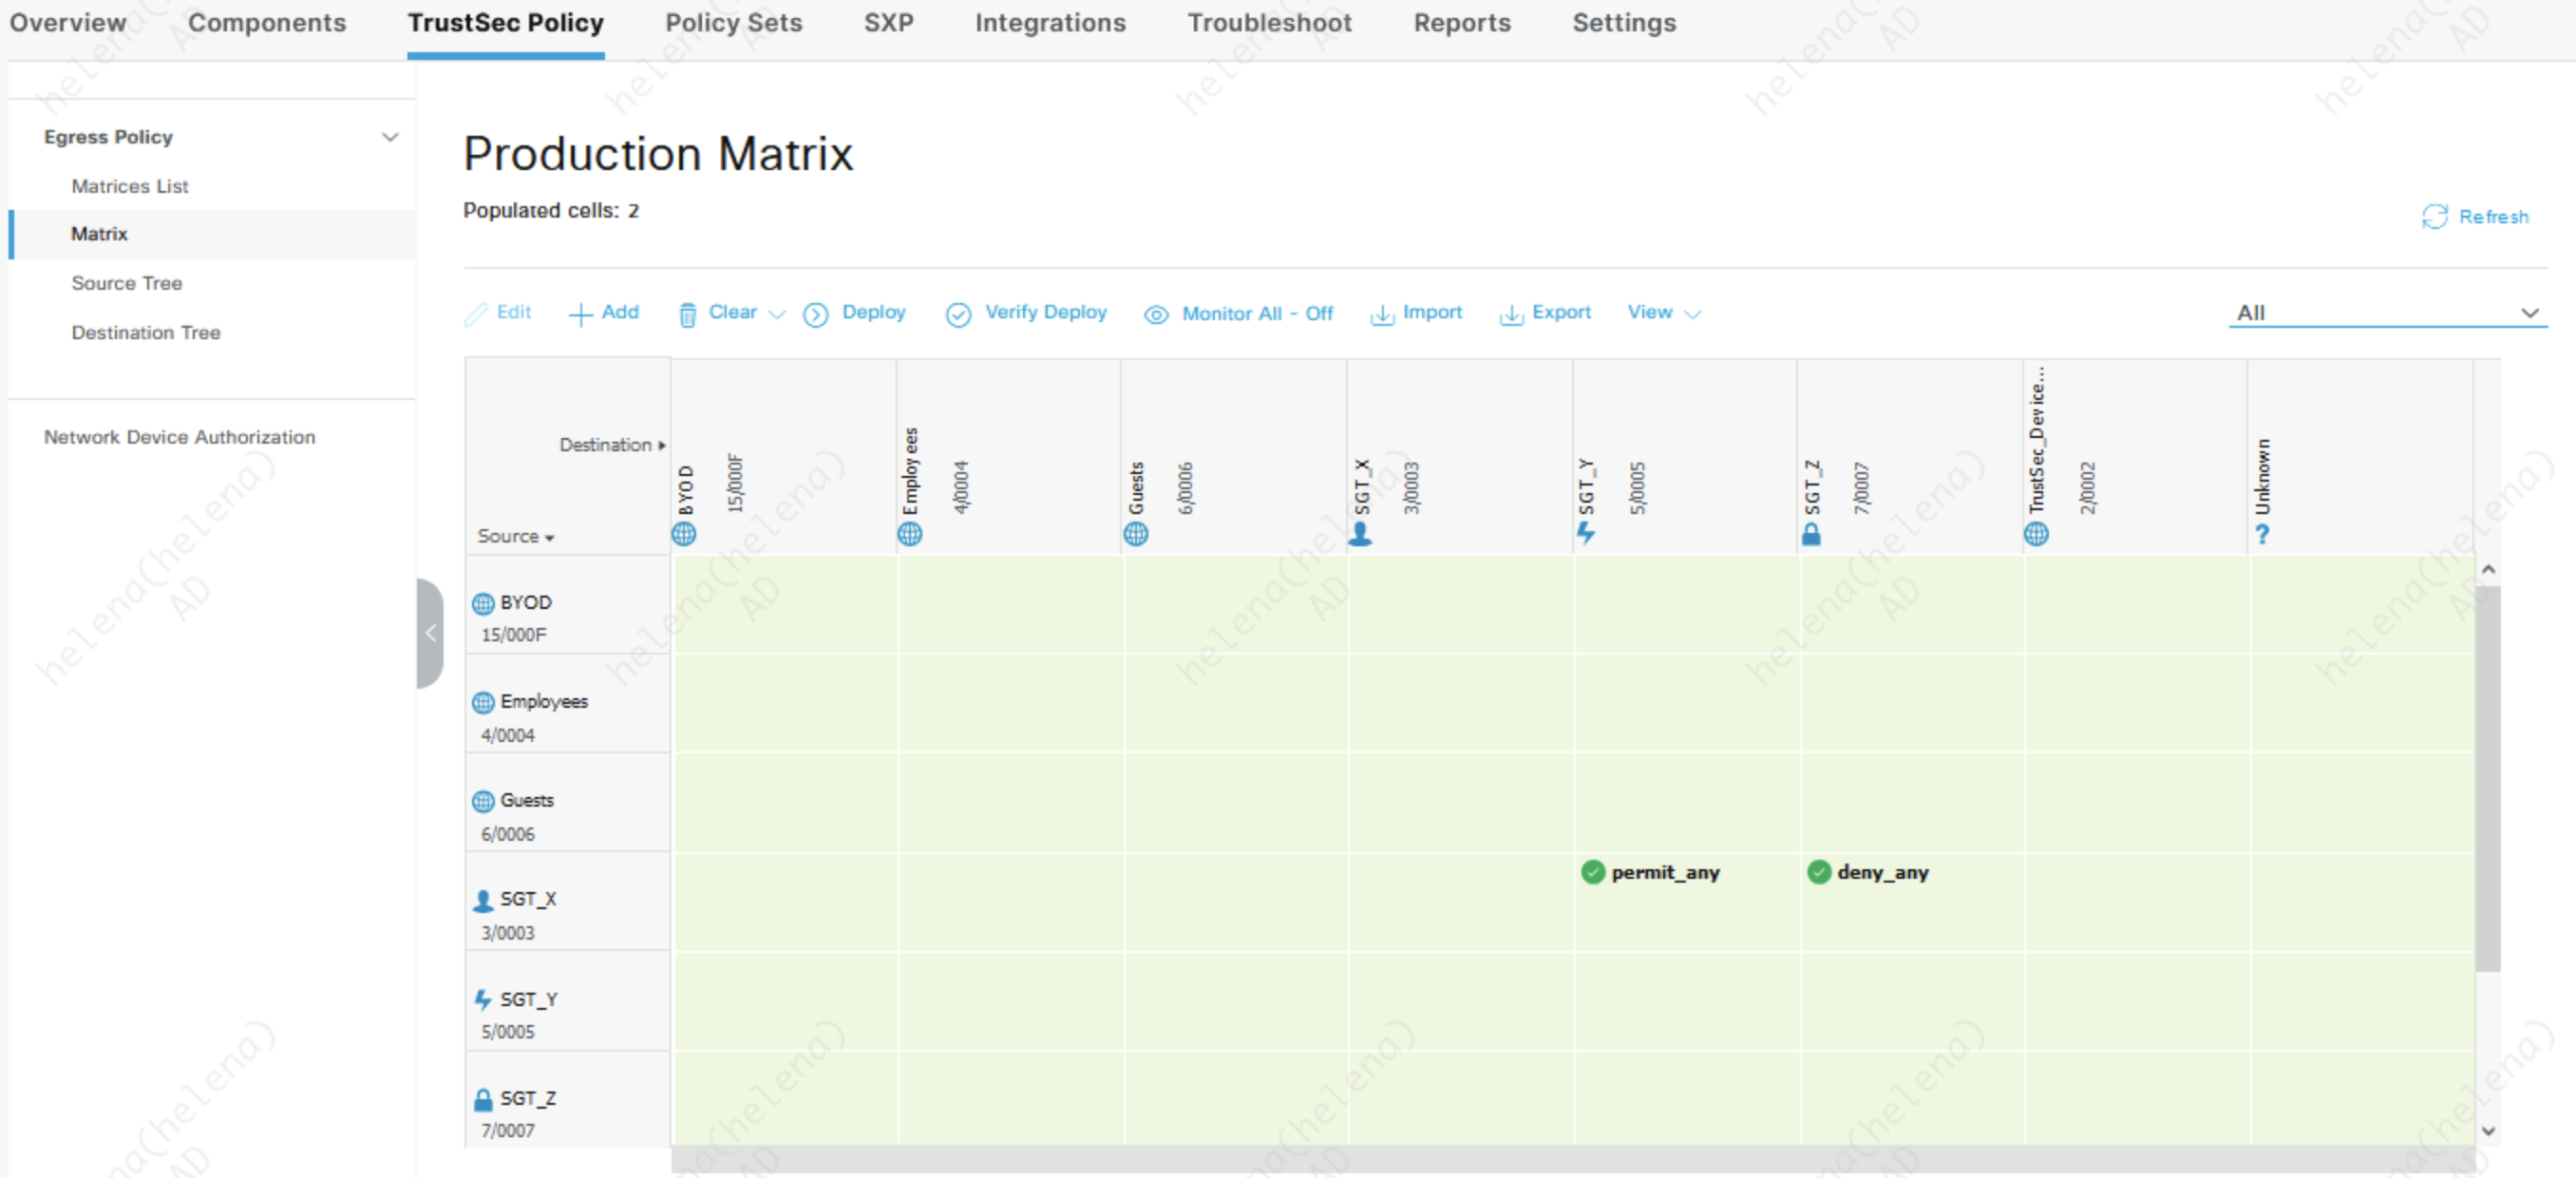 Overview Components TrustSec Policy Policy Sets SXP Integrations Troubleshoot Reports Settings
Egress Policy
Matrices List
Matrix
Source Tree
Destination Tree
Network Device Authorization
Production Matrix
Populated cells: 2
Refresh
Edit Add Clear Deploy Verify Deploy Monitor All - Off Import Export View All
Destination
Source
BYOD 15/000F
Employees 4/0004
Guests 6/0006
SGT_X 3/0003
SGT_Y 5/0005
SGT_Z 7/0007
TrustSec_Device... 2/0002
Unknown
BYOD
15/000F
Employees
4/0004
Guests
6/0006
SGT_X
3/0003
permit_any deny_any
SGT_Y
5/0005
SGT_Z
7/0007
helena(helena)
AD